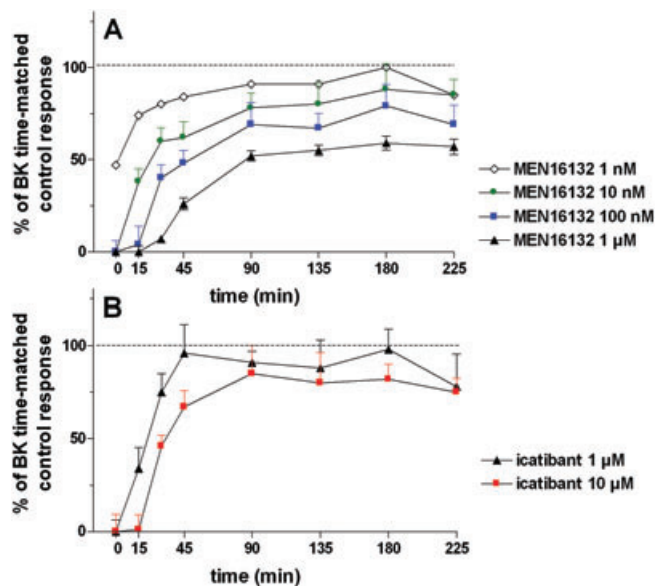 A
% of BK time-matched
control response
100
50
0
0 15 45 90 135 180 225
time (min)
MEN16132 1 nM
MEN16132 10 nM
MEN16132 100 nM
MEN16132 1 µM
B
% of BK time-matched
control response
100
50
0
0 15 45 90 135 180 225
time (min)
icatibant 1 µM
icatibant 10 µM